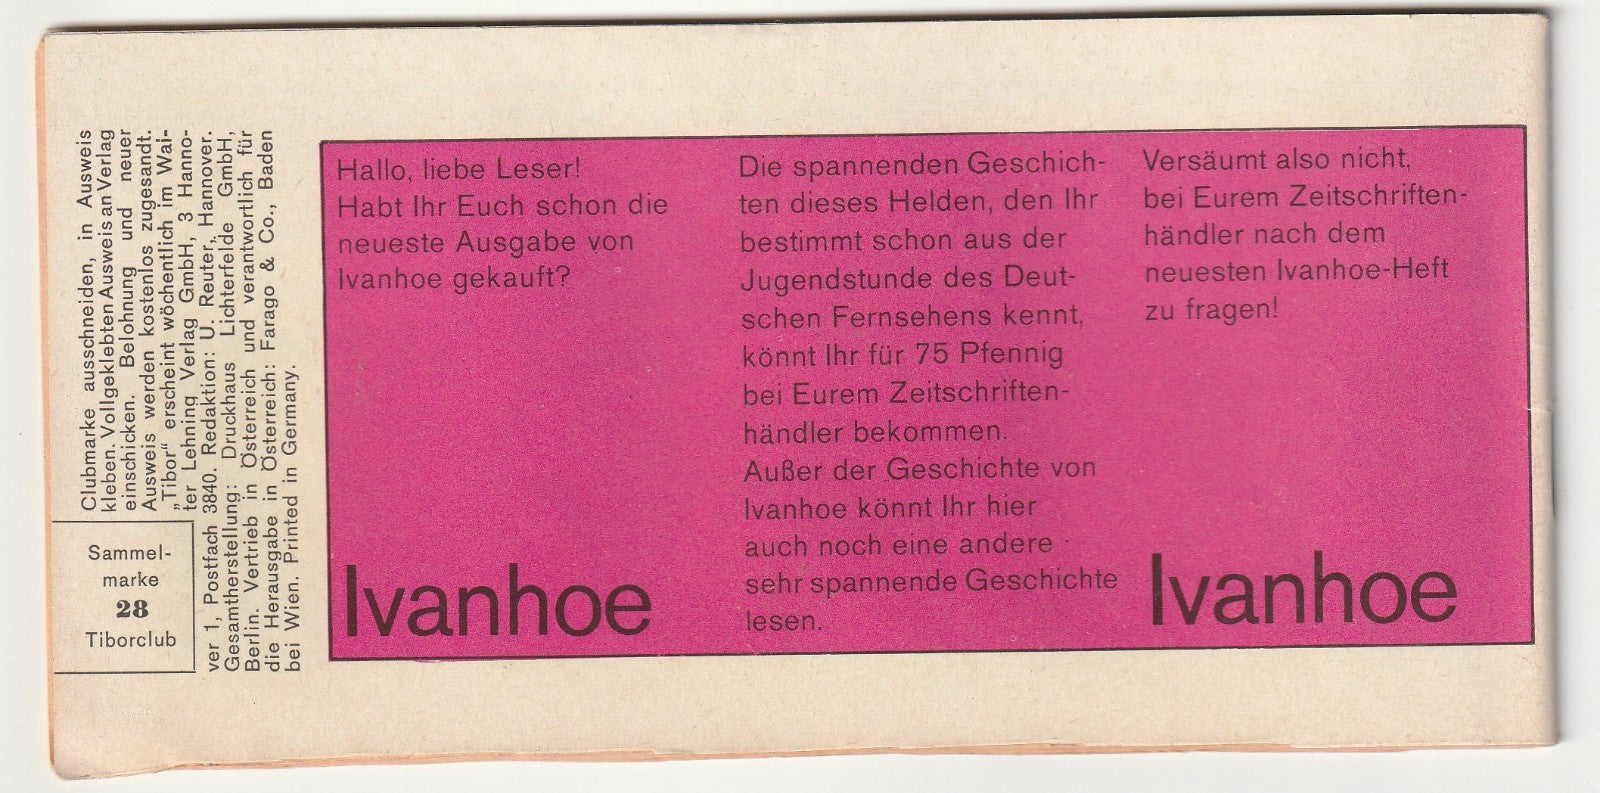 Clubmarke ausschneiden, in Ausweis
kleben. Vollgeklebten Ausweis an Verlag
einschicken. Belohnung und neuer
Ausweis werden kostenlos zugesandt.
„Tibor“ erscheint wöchentlich im Wal-
ter Lehning Verlag GmbH, 3 Hanno-
ver 1, Postfach 3840. Redaktion: U. Reuter, Hannover.
Gesamtherstellung: Druckhaus Lichterfelde GmbH,
Berlin. Vertrieb in Österreich und verantwortlich für
die Herausgabe in Österreich: Farago & Co., Baden
bei Wien. Printed in Germany.
Sammel-
marke
28
Tiborclub
Hallo, liebe Leser!
Habt Ihr Euch schon die
neueste Ausgabe von
Ivanhoe gekauft?
Ivanhoe
Die spannenden Geschich-
ten dieses Helden, den Ihr
bestimmt schon aus der
Jugendstunde des Deut-
schen Fernsehens kennt,
könnt Ihr für 75 Pfennig
bei Eurem Zeitschriften-
händler bekommen.
Außer der Geschichte von
Ivanhoe könnt Ihr hier
auch noch eine andere
sehr spannende Geschichte
lesen.
Versäumt also nicht,
bei Eurem Zeitschriften-
händler nach dem
neuesten Ivanhoe-Heft
zu fragen!
Ivanhoe